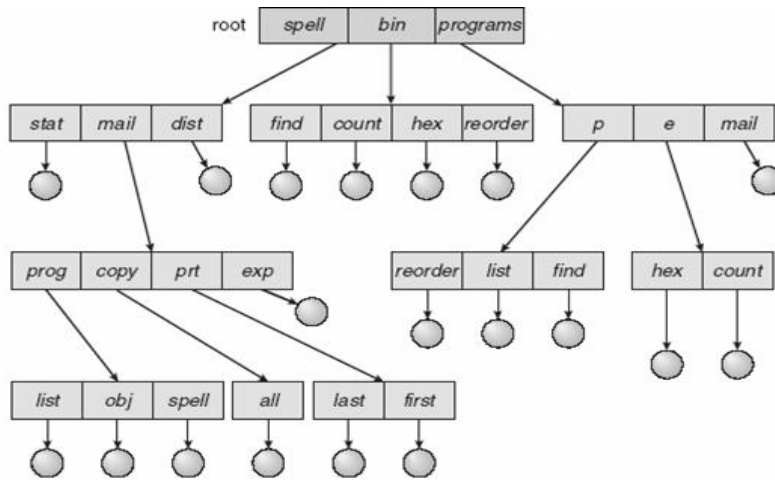 root spell bin programs
stat mail dist find count hex reorder p e mail
prog copy prt exp reorder list find hex count
list obj spell all last first